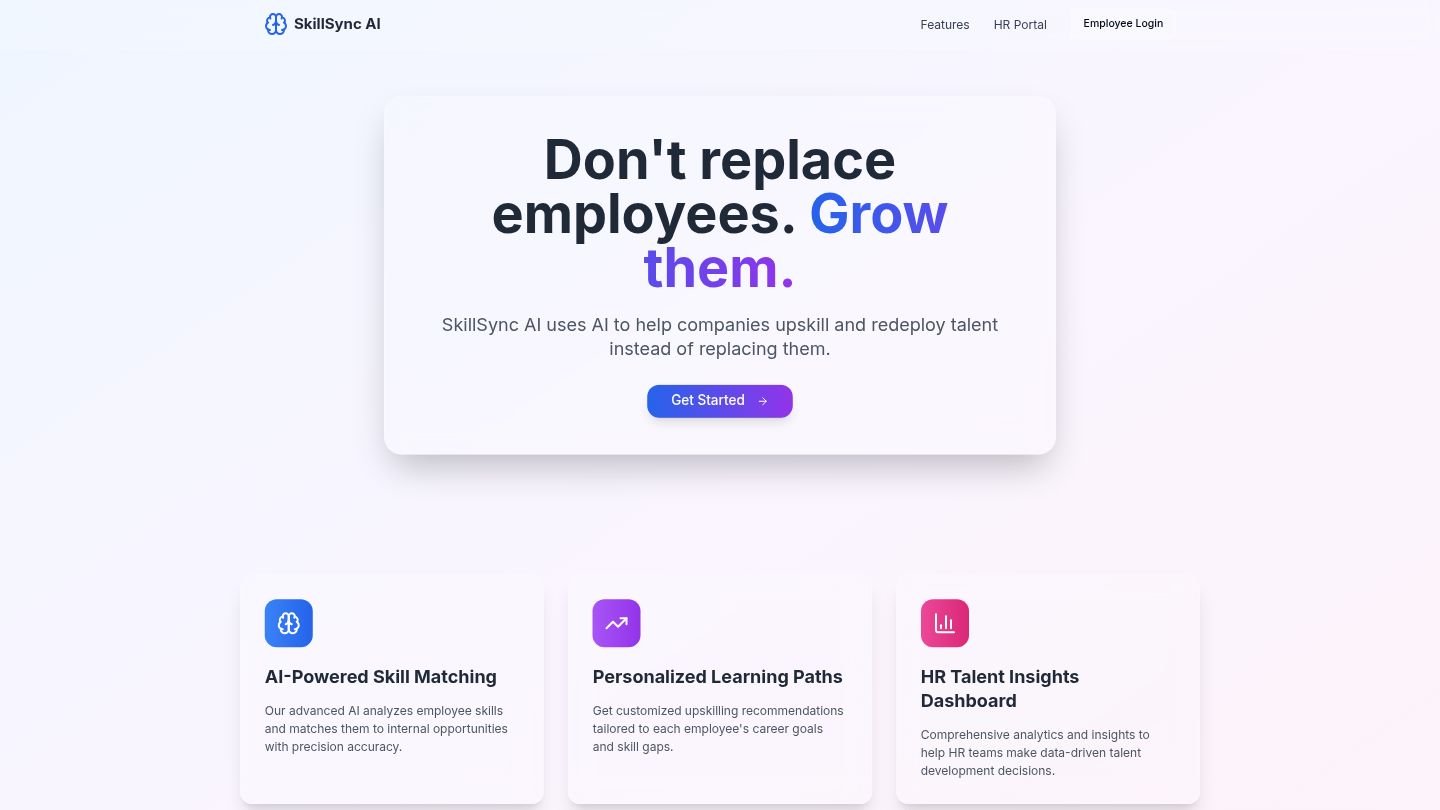 SkillSync AI
Features
HR Portal
Employee Login
Don't replace
employees. Grow
them.
SkillSync AI uses AI to help companies upskill and redeploy talent
instead of replacing them.
Get Started →
AI-Powered Skill Matching
Our advanced AI analyzes employee skills
and matches them to internal opportunities
with precision accuracy.
Personalized Learning Paths
Get customized upskilling recommendations
tailored to each employee's career goals
and skill gaps.
HR Talent Insights
Dashboard
Comprehensive analytics and insights to
help HR teams make data-driven talent
development decisions.